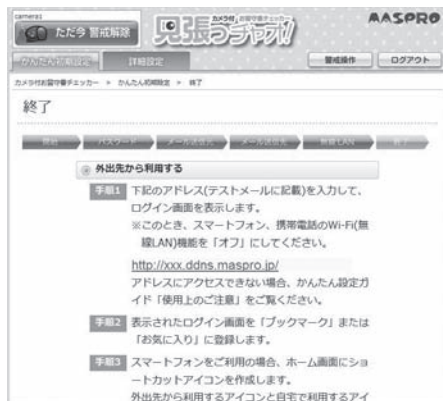 camera1
ただ今 警戒解除
カメラ付お留守番チェッカー
見張っちゃお!
MASPRO
かんたん初期設定
詳細設定
警戒操作
ログアウト
カメラ付お留守番チェッカー > かんたん初期設定 > 終了
終了
開始
パスワード
メール送信元
メール送信先
無線LAN
終了
外出先から利用する
手順1 下記のアドレス(テストメールに記載)を入力して、
ログイン画面を表示します。
※このとき、スマートフォン、携帯電話のWi-Fi(無
線LAN)機能を「オフ」にしてください。
http://xxx.ddns.maspro.jp/
アドレスにアクセスできない場合、かんたん設定ガ
イド「使用上のご注意」をご覧ください。
手順2 表示されたログイン画面を「ブックマーク」または
「お気に入り」に登録します。
手順3 スマートフォンをご利用の場合、ホーム画面にショ
ートカットアイコンを作成します。
外出先から利用するアイコンと自宅で利用するアイ